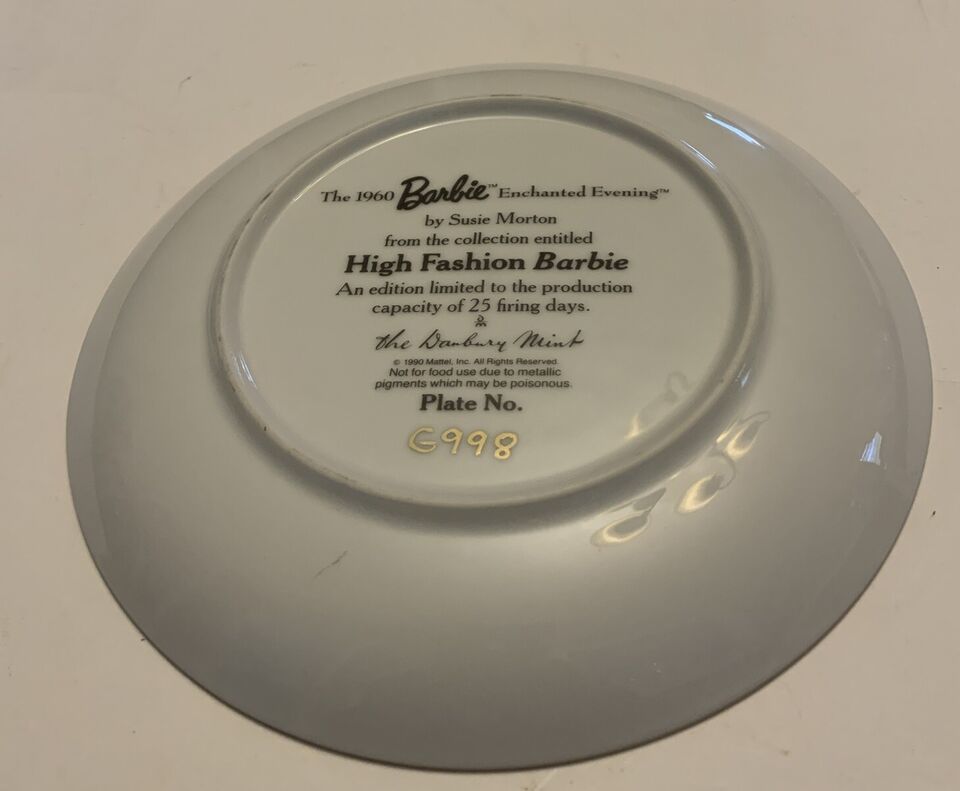 The 1960 Barbie™ Enchanted Evening™
by Susie Morton
from the collection entitled
High Fashion Barbie
An edition limited to the production
capacity of 25 firing days.
the Danbury Mint
© 1990 Mattel, Inc. All Rights Reserved.
Not for food use due to metallic
pigments which may be poisonous.
Plate No.
G998